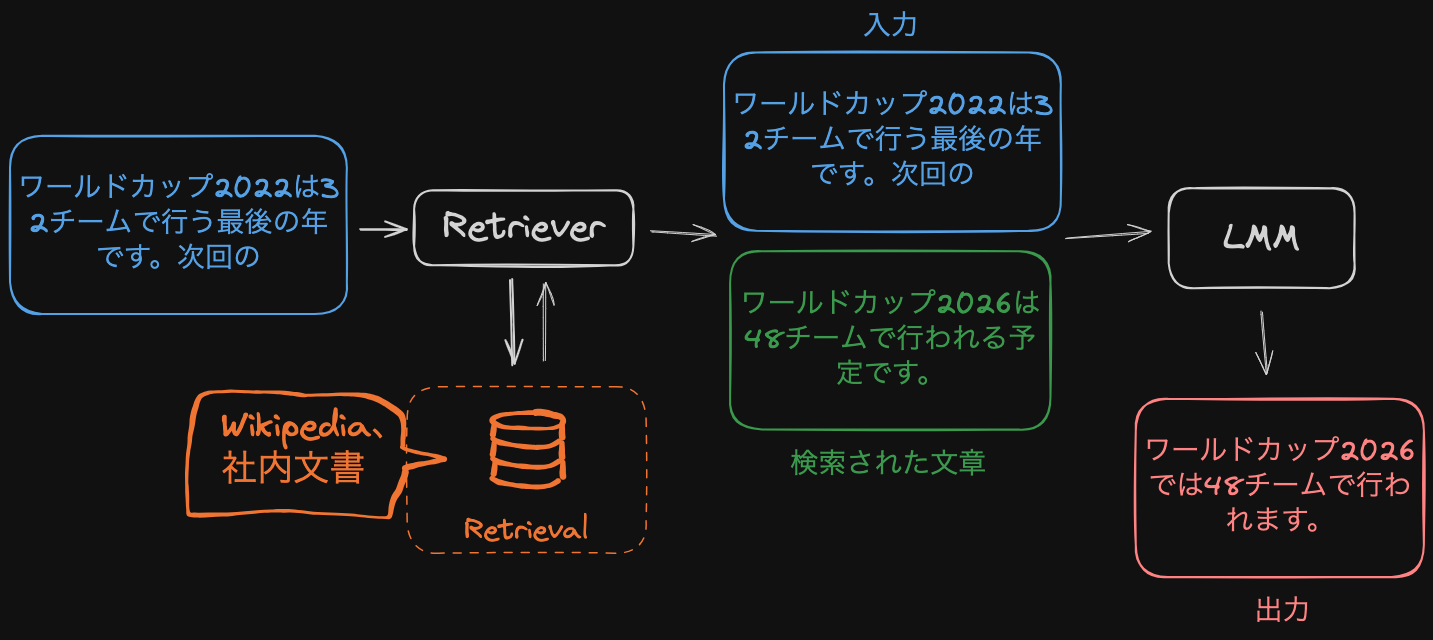 入力
ワールドカップ2022は3
2チームで行う最後の年
です。次回の
ワールドカップ2022は3
2チームで行う最後の年
です。次回の
Retriever
LMM
ワールドカップ2026は
48チームで行われる予
定です。
検索された文章
Wikipedia、
社内文書
Retrieval
ワールドカップ2026
では48チームで行わ
れます。
出力